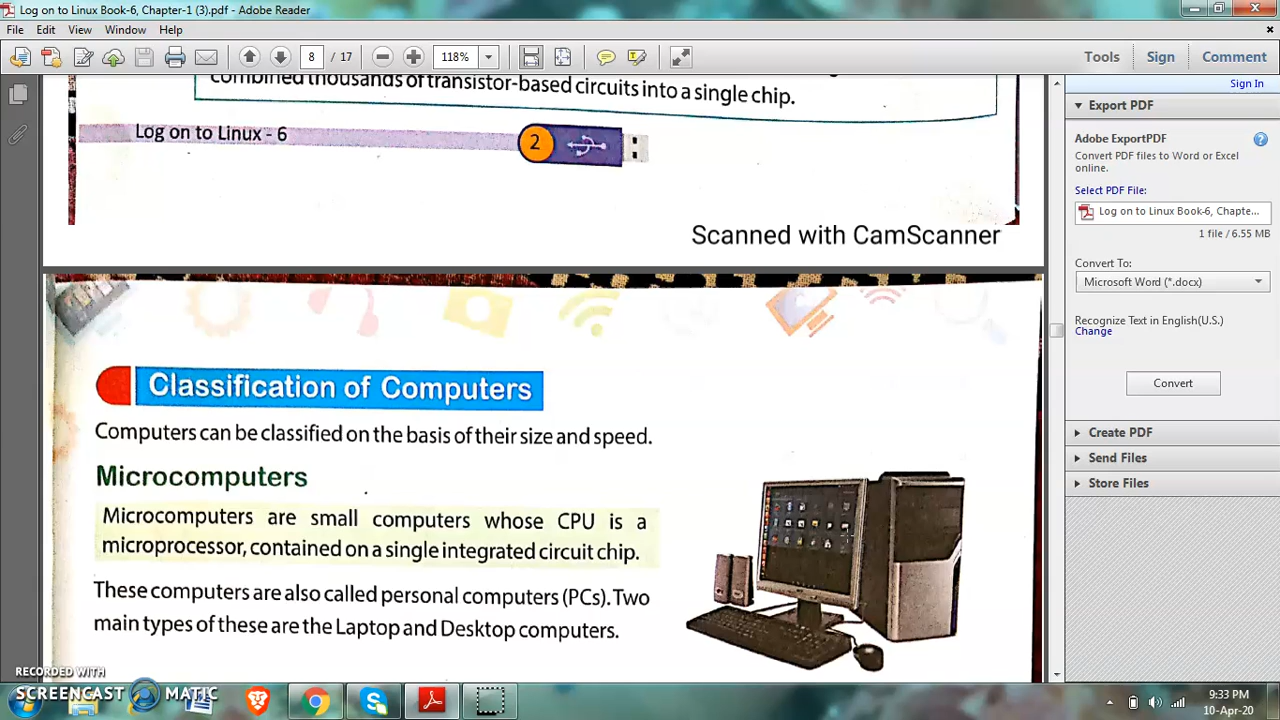 Log on to Linux Book-6, Chapter-1 (3).pdf - Adobe Reader
File Edit View Window Help
8 / 17 118% Tools Sign Comment
combined thousands of transistor-based circuits into a single chip.
Log on to Linux - 6
2
Scanned with CamScanner
Classification of Computers
Computers can be classified on the basis of their size and speed.
Microcomputers
Microcomputers are small computers whose CPU is a
microprocessor, contained on a single integrated circuit chip.
These computers are also called personal computers (PCs). Two
main types of these are the Laptop and Desktop computers.
Sign In
Export PDF
Adobe ExportPDF
Convert PDF files to Word or Excel
online.
Select PDF File:
Log on to Linux Book-6, Chapte...
1 file / 6.55 MB
Convert To:
Microsoft Word (*.docx)
Recognize Text in English(U.S.)
Change
Convert
Create PDF
Send Files
Store Files
RECORDED WITH
SCREENCAST MATIC
9:33 PM
10-Apr-20